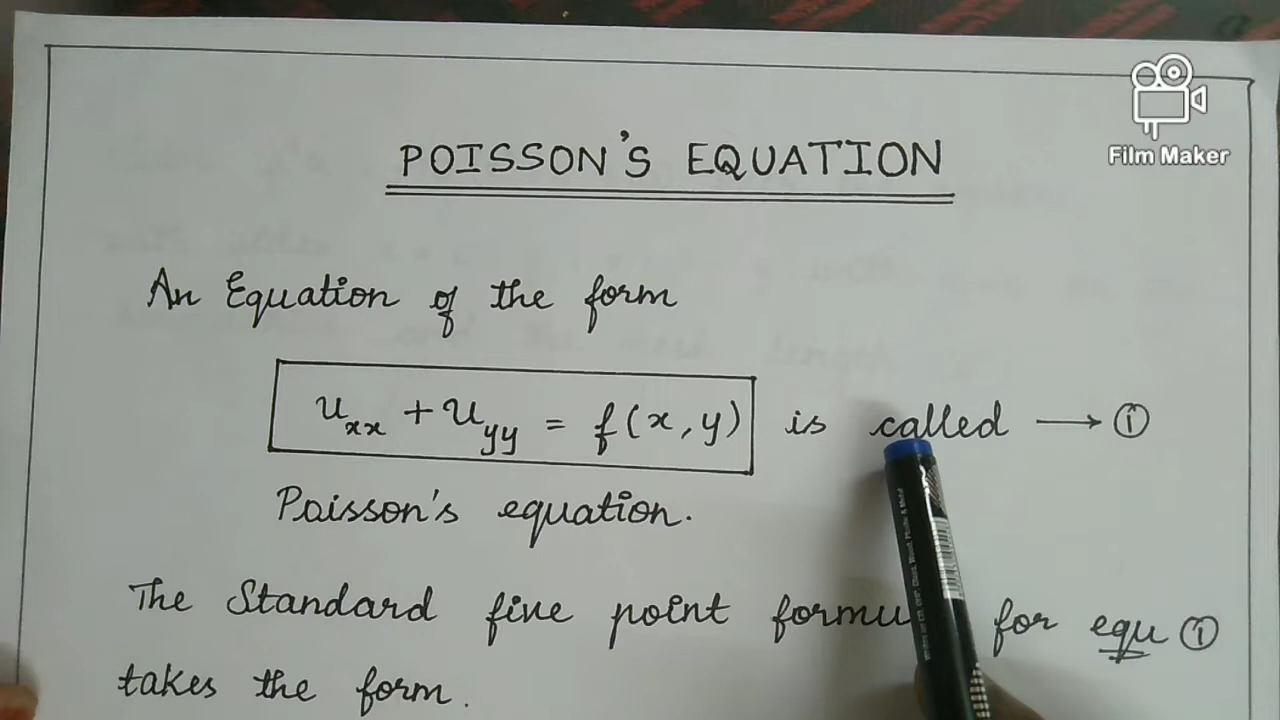 Film Maker
POISSON'S EQUATION
An Equation of the form
u_xx + u_yy = f(x, y) is called → ①
Poisson's equation.
The Standard five point formu for equ ①
takes the form.